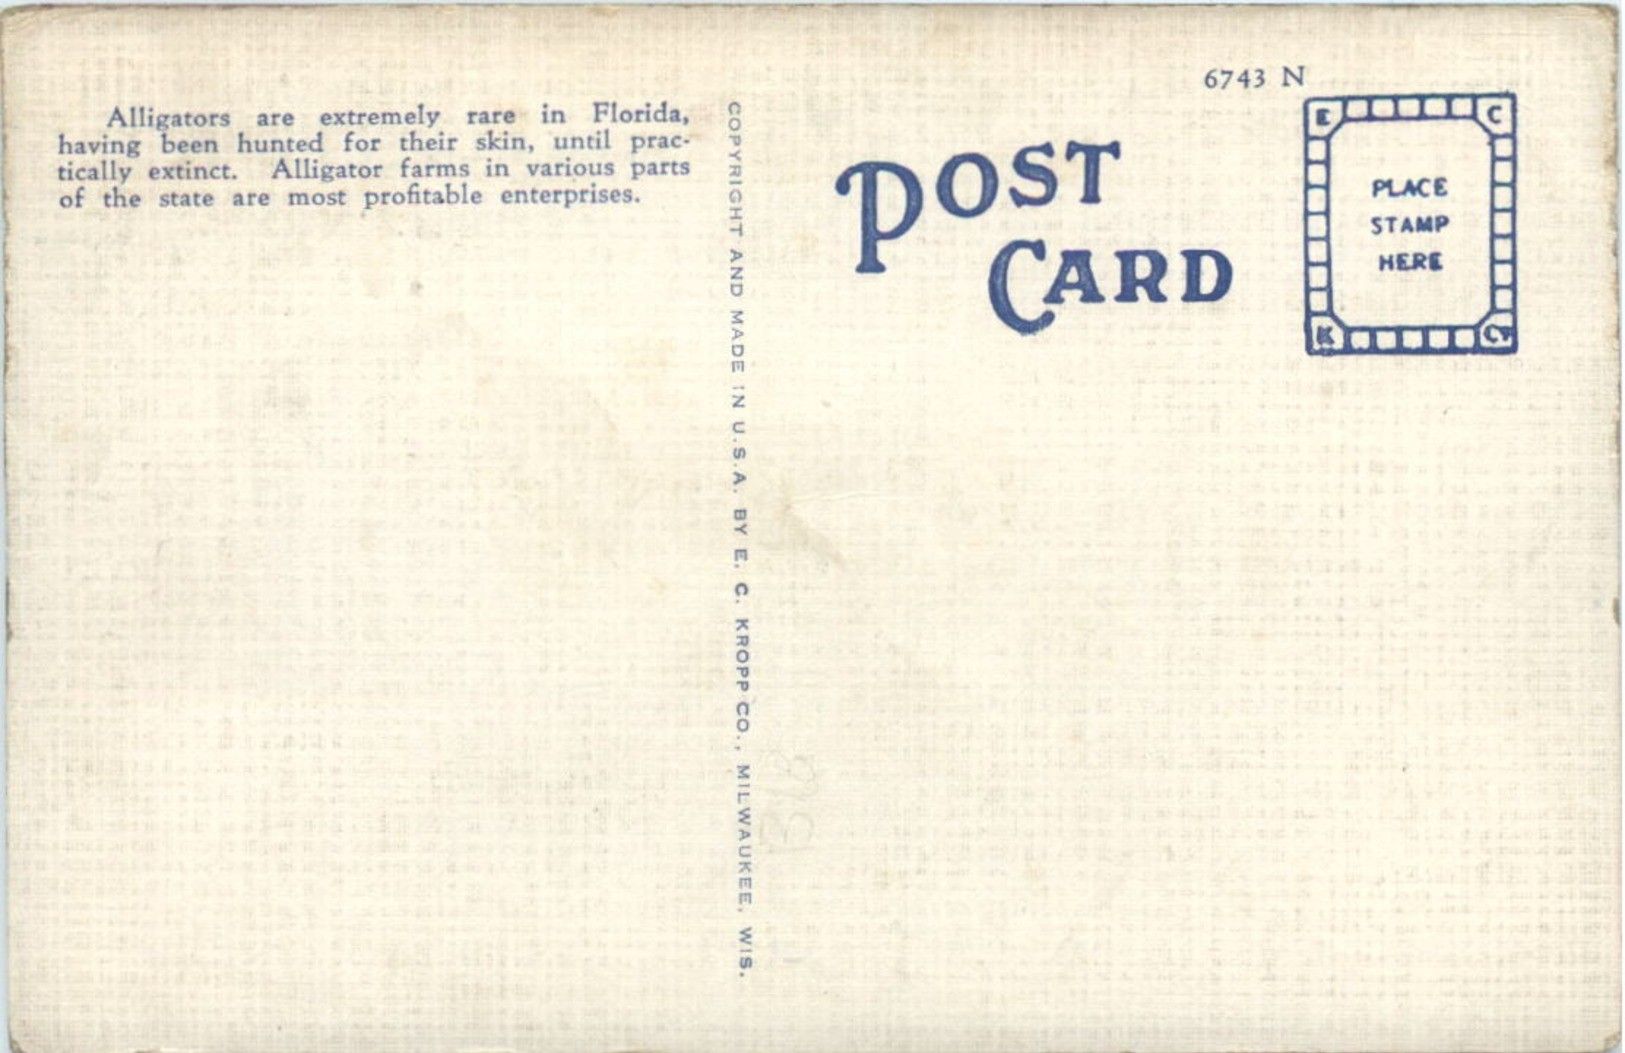 Alligators are extremely rare in Florida,
having been hunted for their skin, until prac-
tically extinct. Alligator farms in various parts
of the state are most profitable enterprises.
COPYRIGHT AND MADE IN U.S.A. BY E. C. KROPP CO., MILWAUKEE, WIS.
6743 N
POST
CARD
E C
PLACE
STAMP
HERE
K Co